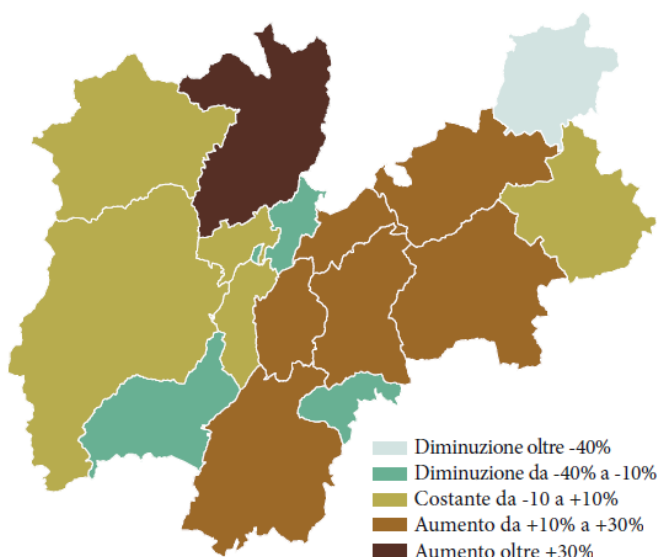 Diminuzione oltre -40%
Diminuzione da -40% a -10%
Costante da -10 a +10%
Aumento da +10% a +30%
Aumento oltre +30%